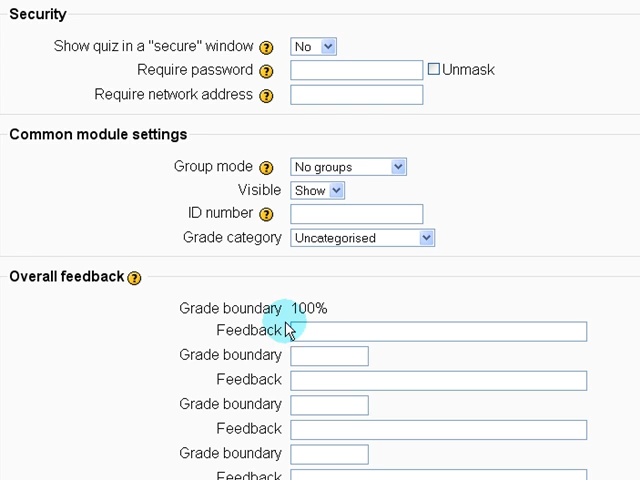 Security
Show quiz in a "secure" window ? No
Require password ? Unmask
Require network address ?
Common module settings
Group mode ? No groups
Visible Show
ID number ?
Grade category Uncategorised
Overall feedback ?
Grade boundary 100%
Feedback
Grade boundary
Feedback
Grade boundary
Feedback
Grade boundary
Feedback